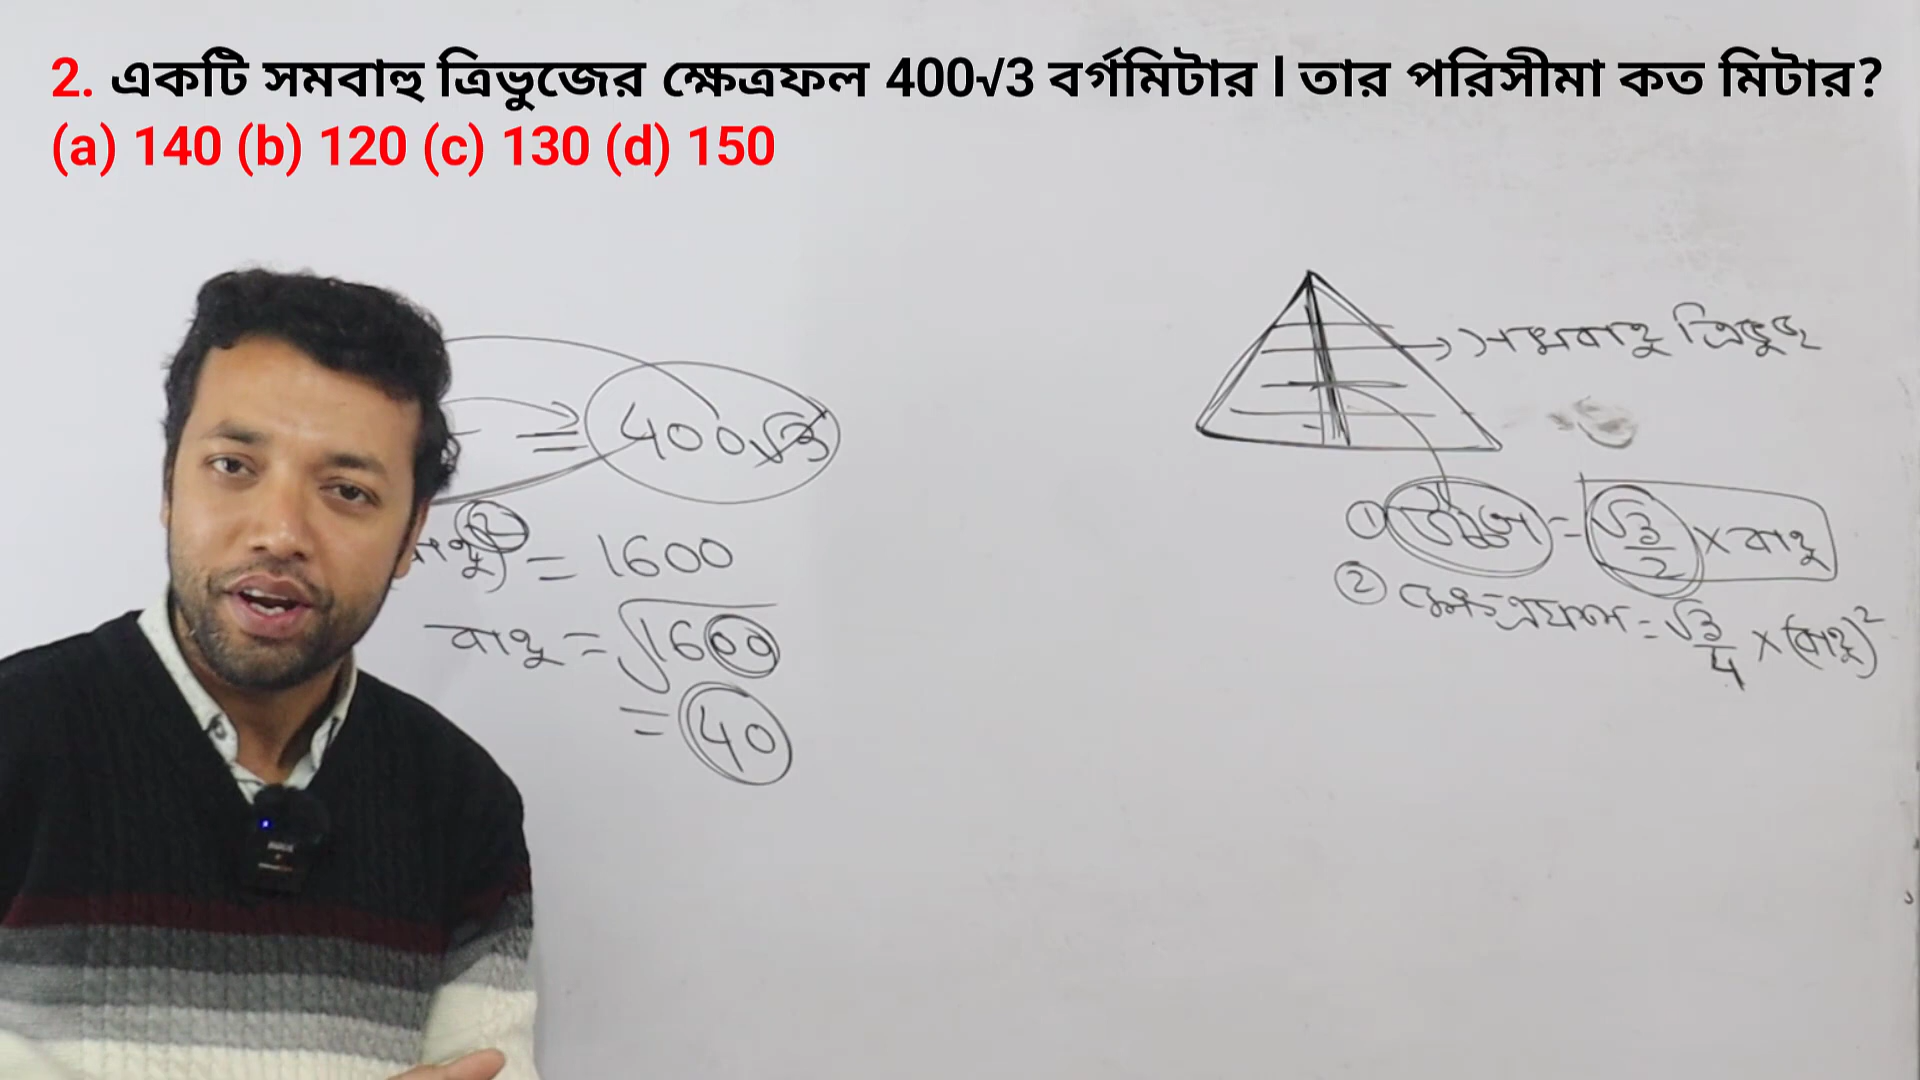 2. একটি সমবাহু ত্রিভুজের ক্ষেত্রফল 400√3 বর্গমিটার l তার পরিসীমা কত মিটার?
(a) 140 (b) 120 (c) 130 (d) 150
= 400√3
বাহু)² = 1600
বাহু = √1600
= 40
→ সমবাহু ত্রিভুজ
① উচ্চতা = √3/2 × বাহু
② ক্ষেত্রফল = √3/4 × (বাহু)²